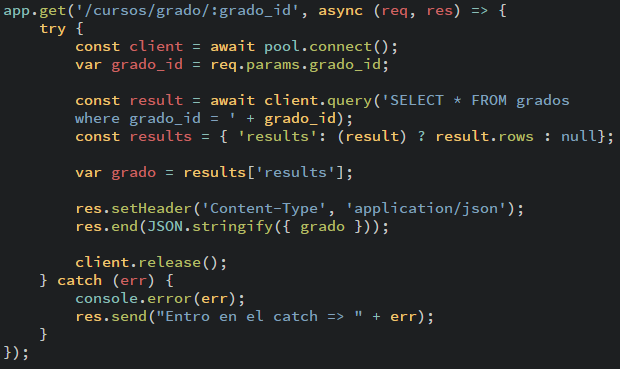 app.get('/cursos/grado/:grado_id', async (req, res) => {
    try {
        const client = await pool.connect();
        var grado_id = req.params.grado_id;

        const result = await client.query('SELECT * FROM grados
        where grado_id = ' + grado_id);
        const results = { 'results': (result) ? result.rows : null};

        var grado = results['results'];

        res.setHeader('Content-Type', 'application/json');
        res.end(JSON.stringify({ grado }));

        client.release();
    } catch (err) {
        console.error(err);
        res.send("Entro en el catch => " + err);
    }
});